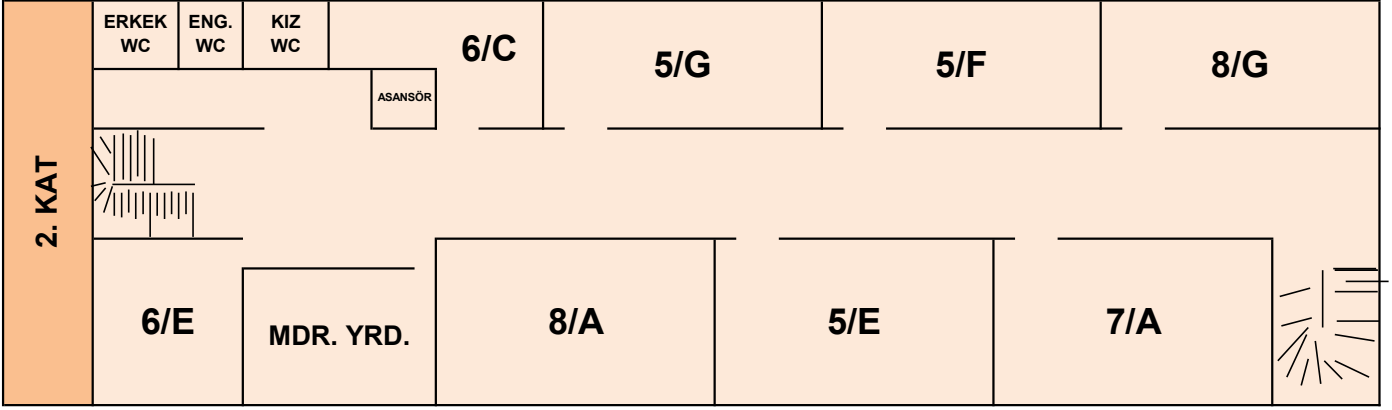 2. KAT
ERKEK
WC
ENG.
WC
KIZ
WC
6/C
5/G
5/F
8/G
ASANSÖR
6/E
MDR. YRD.
8/A
5/E
7/A